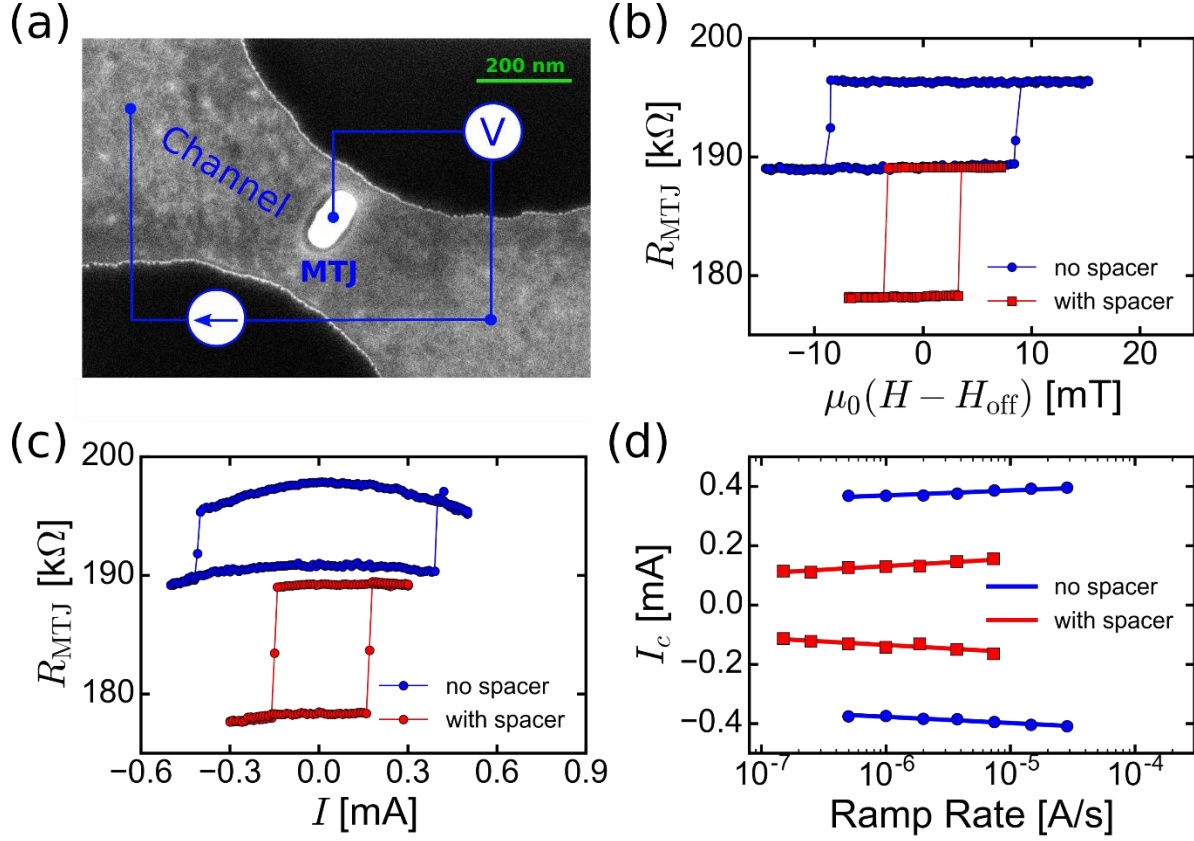 (a)
200 nm
Channel
V
MTJ
(b)
200
190
180
R_MTJ [kΩ]
no spacer
with spacer
−10 0 10 20
μ0(H − Hoff) [mT]
(c)
200
190
180
R_MTJ [kΩ]
no spacer
with spacer
−0.6 −0.3 0.0 0.3 0.6 0.9
I [mA]
(d)
0.4
0.2
0.0
−0.2
−0.4
I_c [mA]
no spacer
with spacer
10^-7 10^-6 10^-5 10^-4
Ramp Rate [A/s]